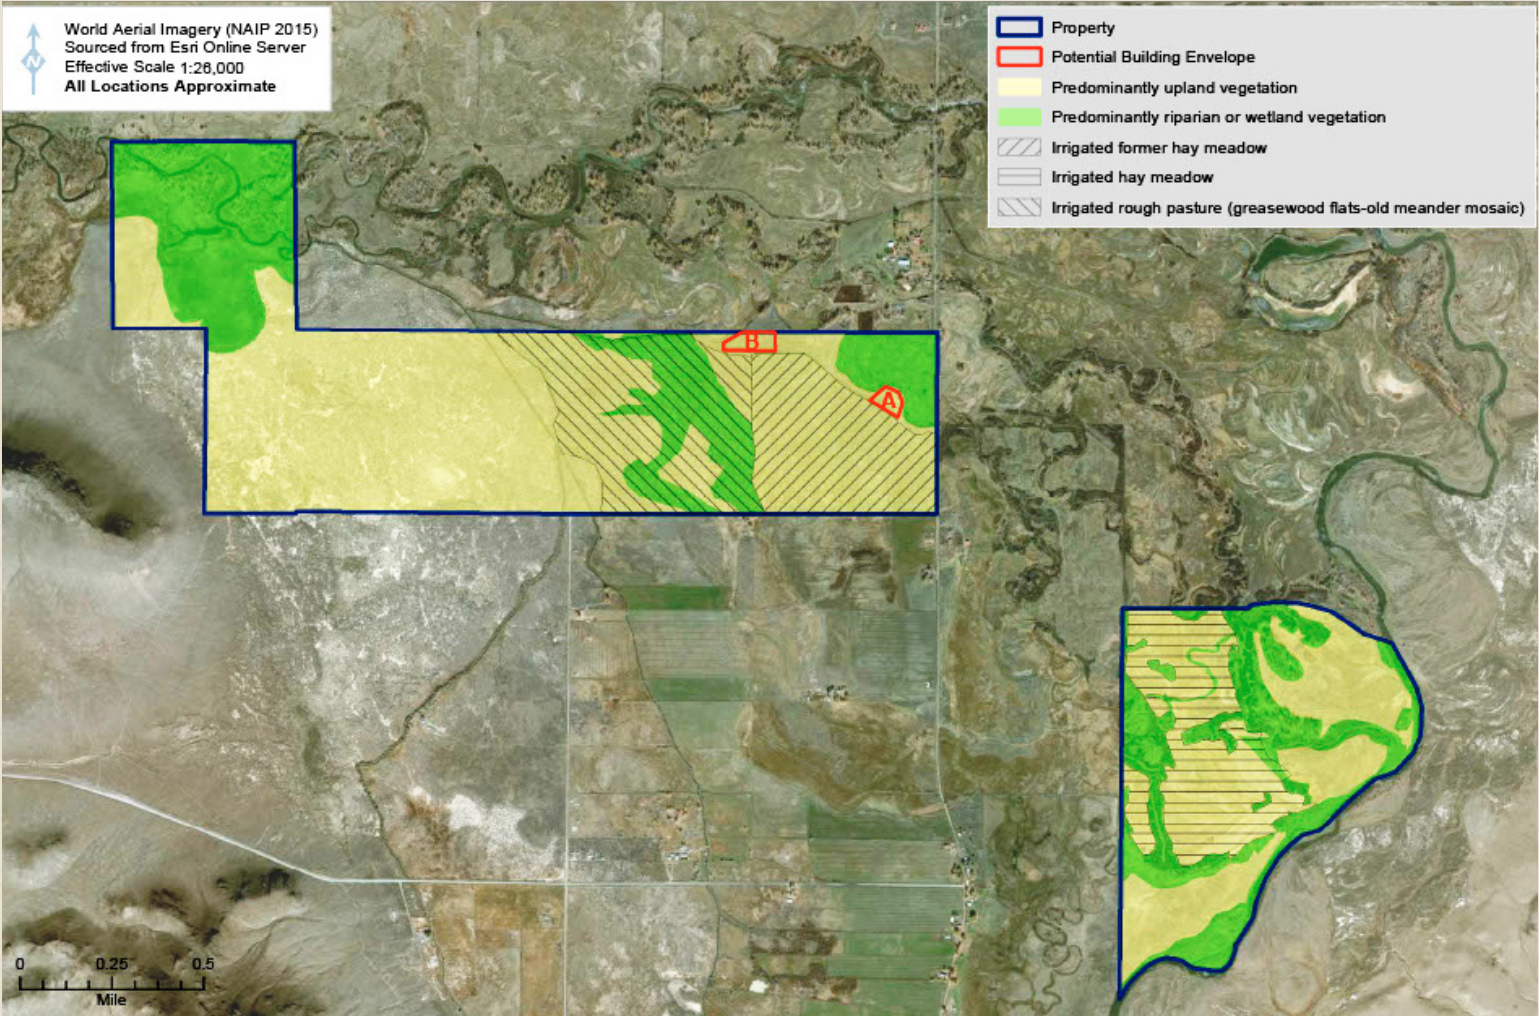 World Aerial Imagery (NAIP 2015)
Sourced from Esri Online Server
Effective Scale 1:26,000
All Locations Approximate
N
Property
Potential Building Envelope
Predominantly upland vegetation
Predominantly riparian or wetland vegetation
Irrigated former hay meadow
Irrigated hay meadow
Irrigated rough pasture (greasewood flats-old meander mosaic)
B
A
0 0.25 0.5
Mile